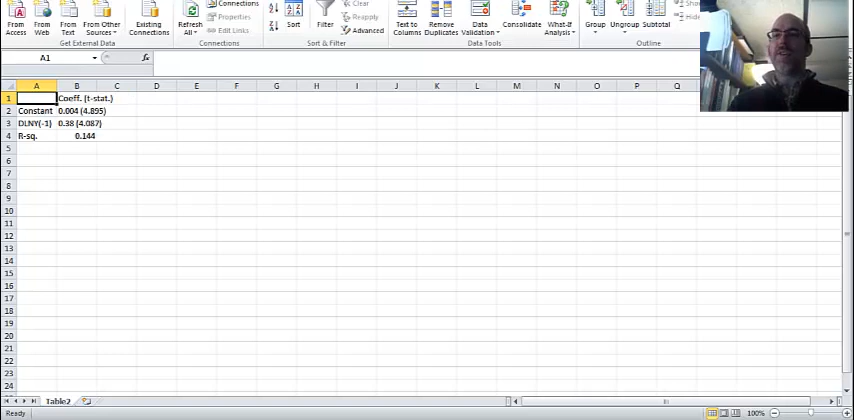 From Access
From Web
From Text
From Other Sources
Existing Connections
Refresh All
Connections
Properties
Edit Links
Sort
Filter
Clear
Reapply
Advanced
Text to Columns
Remove Duplicates
Data Validation
Consolidate
What-If Analysis
Group
Ungroup
Subtotal
Get External Data
Connections
Sort & Filter
Data Tools
Outline
A1
fx
A B C D E F G H I J K L M N O P Q
1 Coeff. (t-stat.)
2 Constant 0.004 (4.895)
3 DLNY(-1) 0.38 (4.087)
4 R-sq. 0.144
5
6
7
8
9
10
11
12
13
14
15
16
17
18
19
20
21
22
23
24
Table2
Ready
100%